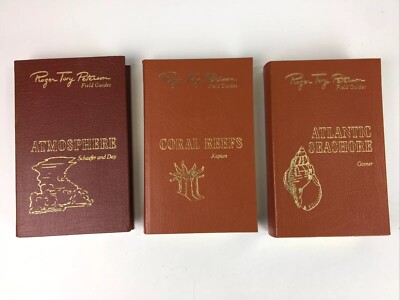 Roger Tory Peterson
Field Guides
ATMOSPHERE
Schaefer and Day
Roger Tory Peterson
Field Guides
CORAL REEFS
Kaplan
Roger Tory Peterson
Field Guides
ATLANTIC
SEASHORE
Gosner